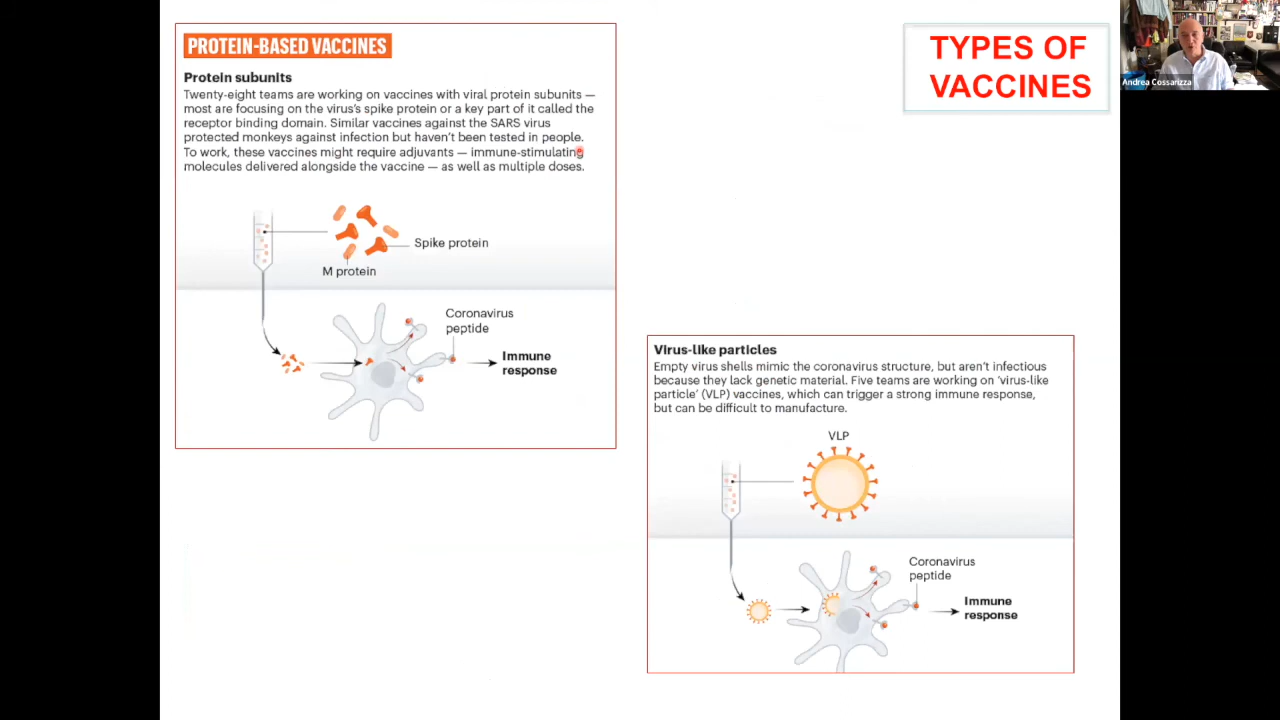 PROTEIN-BASED VACCINES
Protein subunits
Twenty-eight teams are working on vaccines with viral protein subunits —
most are focusing on the virus's spike protein or a key part of it called the
receptor binding domain. Similar vaccines against the SARS virus
protected monkeys against infection but haven't been tested in people.
To work, these vaccines might require adjuvants — immune-stimulating
molecules delivered alongside the vaccine — as well as multiple doses.
Spike protein
M protein
Coronavirus
peptide
Immune
response
TYPES OF
VACCINES
Andrea Cossarizza
Virus-like particles
Empty virus shells mimic the coronavirus structure, but aren't infectious
because they lack genetic material. Five teams are working on 'virus-like
particle' (VLP) vaccines, which can trigger a strong immune response,
but can be difficult to manufacture.
VLP
Coronavirus
peptide
Immune
response